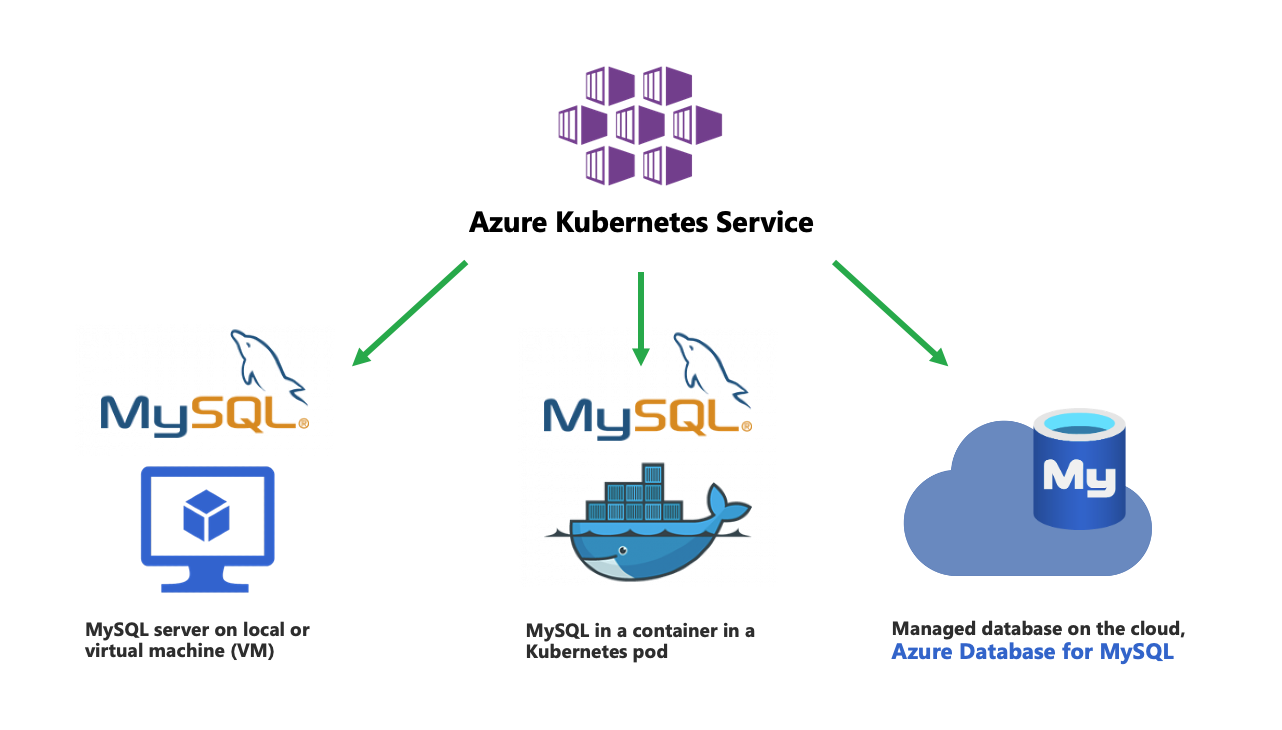 Azure Kubernetes Service
MySQL®
MySQL®
My
MySQL server on local or
virtual machine (VM)
MySQL in a container in a
Kubernetes pod
Managed database on the cloud,
Azure Database for MySQL